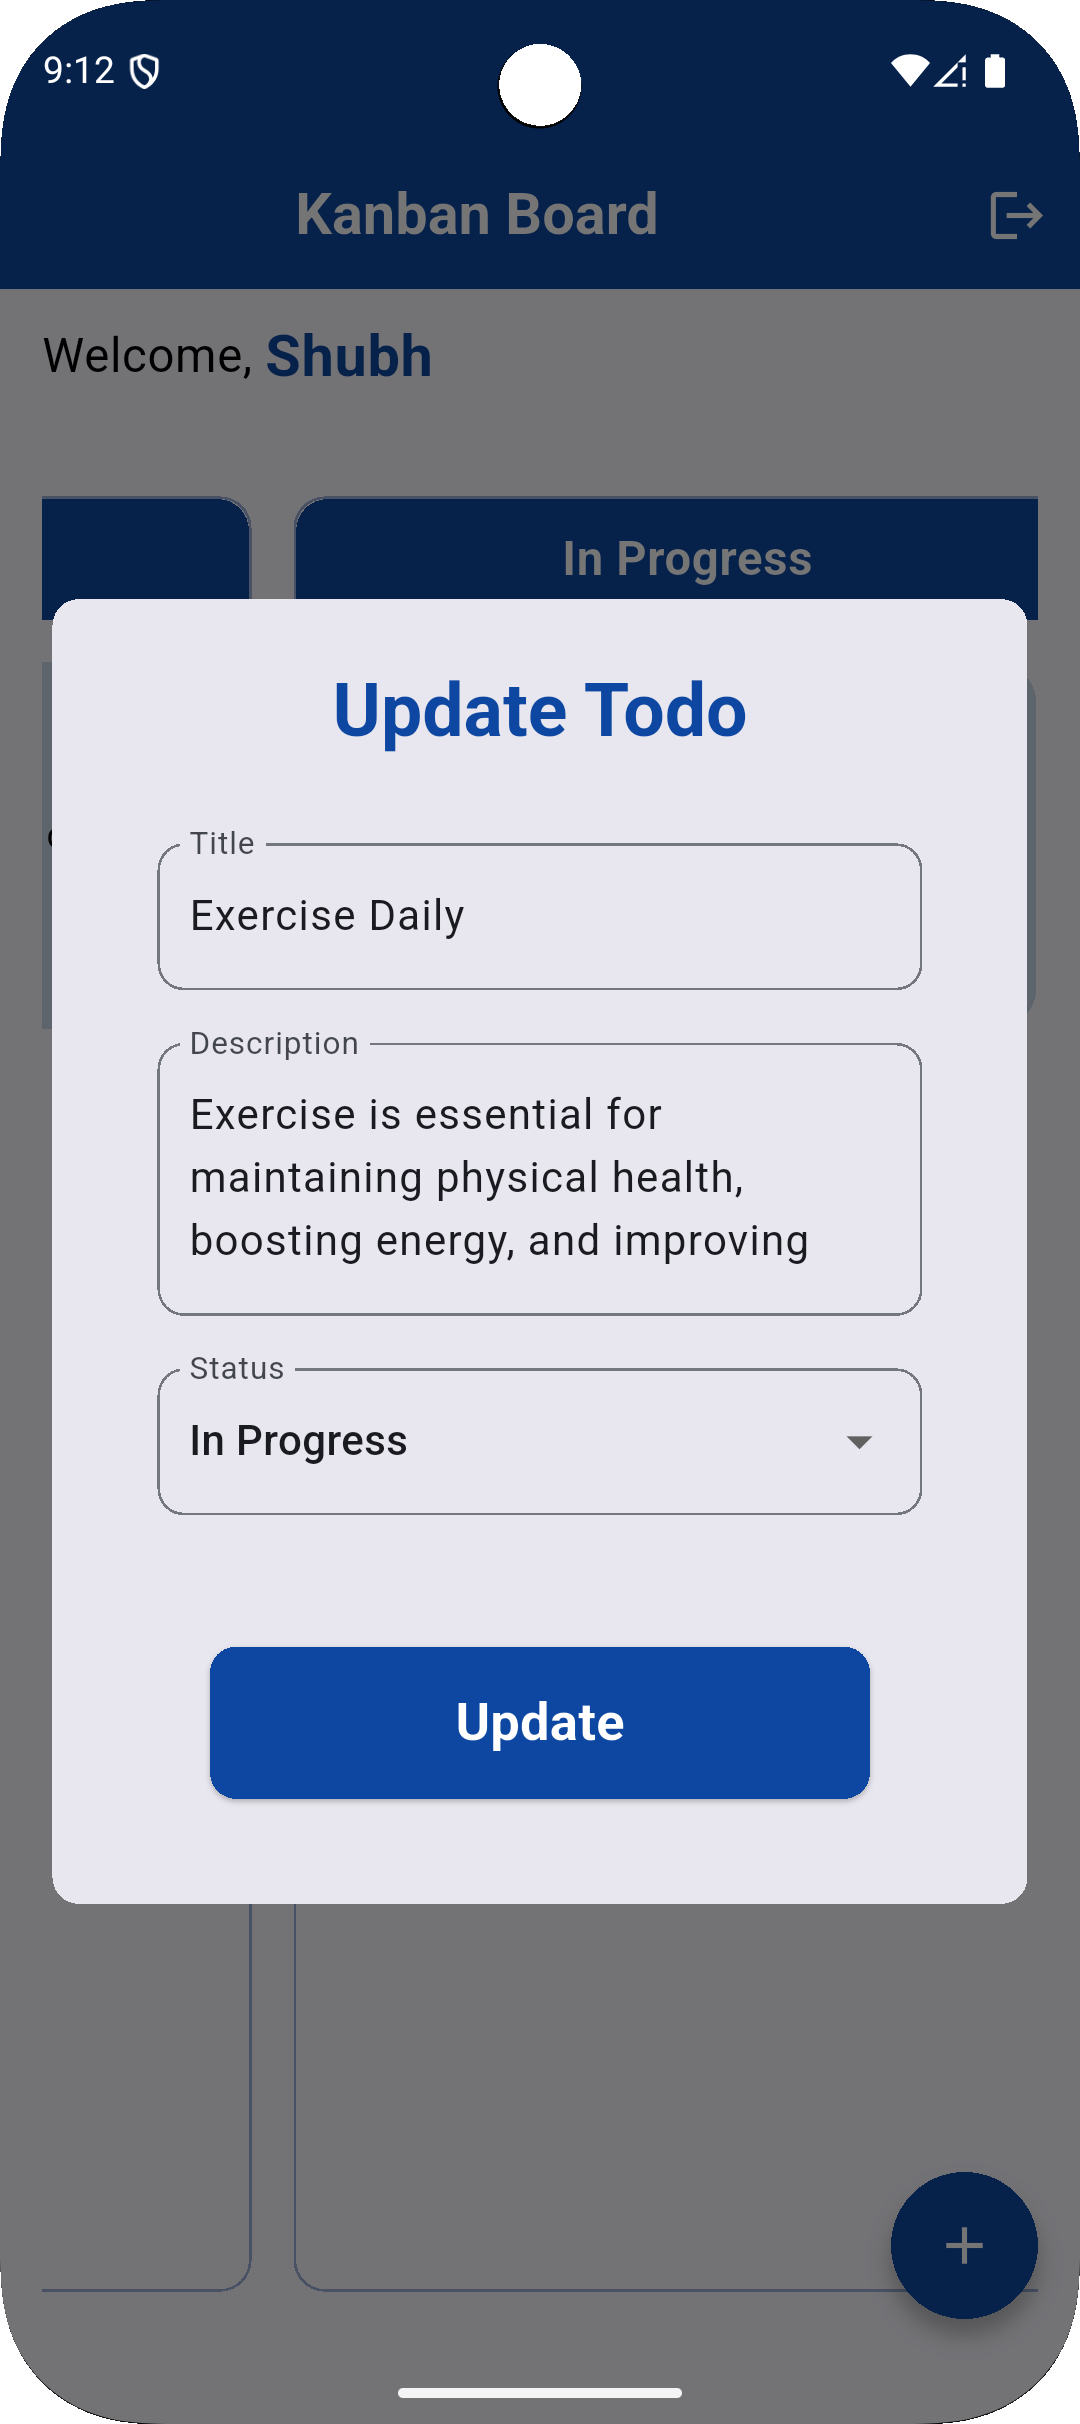 9:12
Kanban Board
Welcome, Shubh
In Progress
Update Todo
Title
Exercise Daily
Description
Exercise is essential for
maintaining physical health,
boosting energy, and improving
Status
In Progress
Update